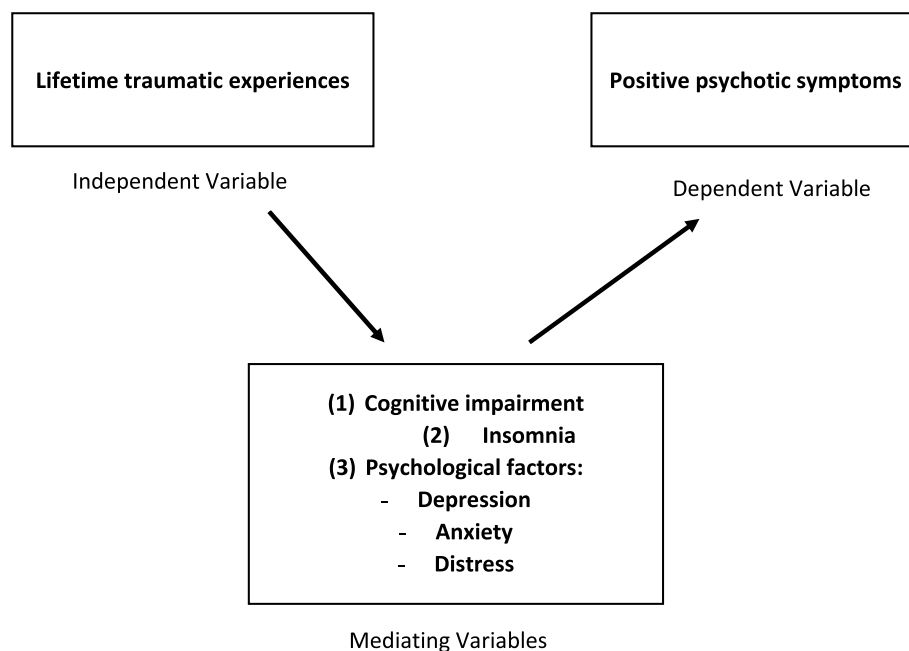 Lifetime traumatic experiences
Positive psychotic symptoms
Independent Variable
Dependent Variable
(1) Cognitive impairment
(2) Insomnia
(3) Psychological factors:
- Depression
- Anxiety
- Distress
Mediating Variables